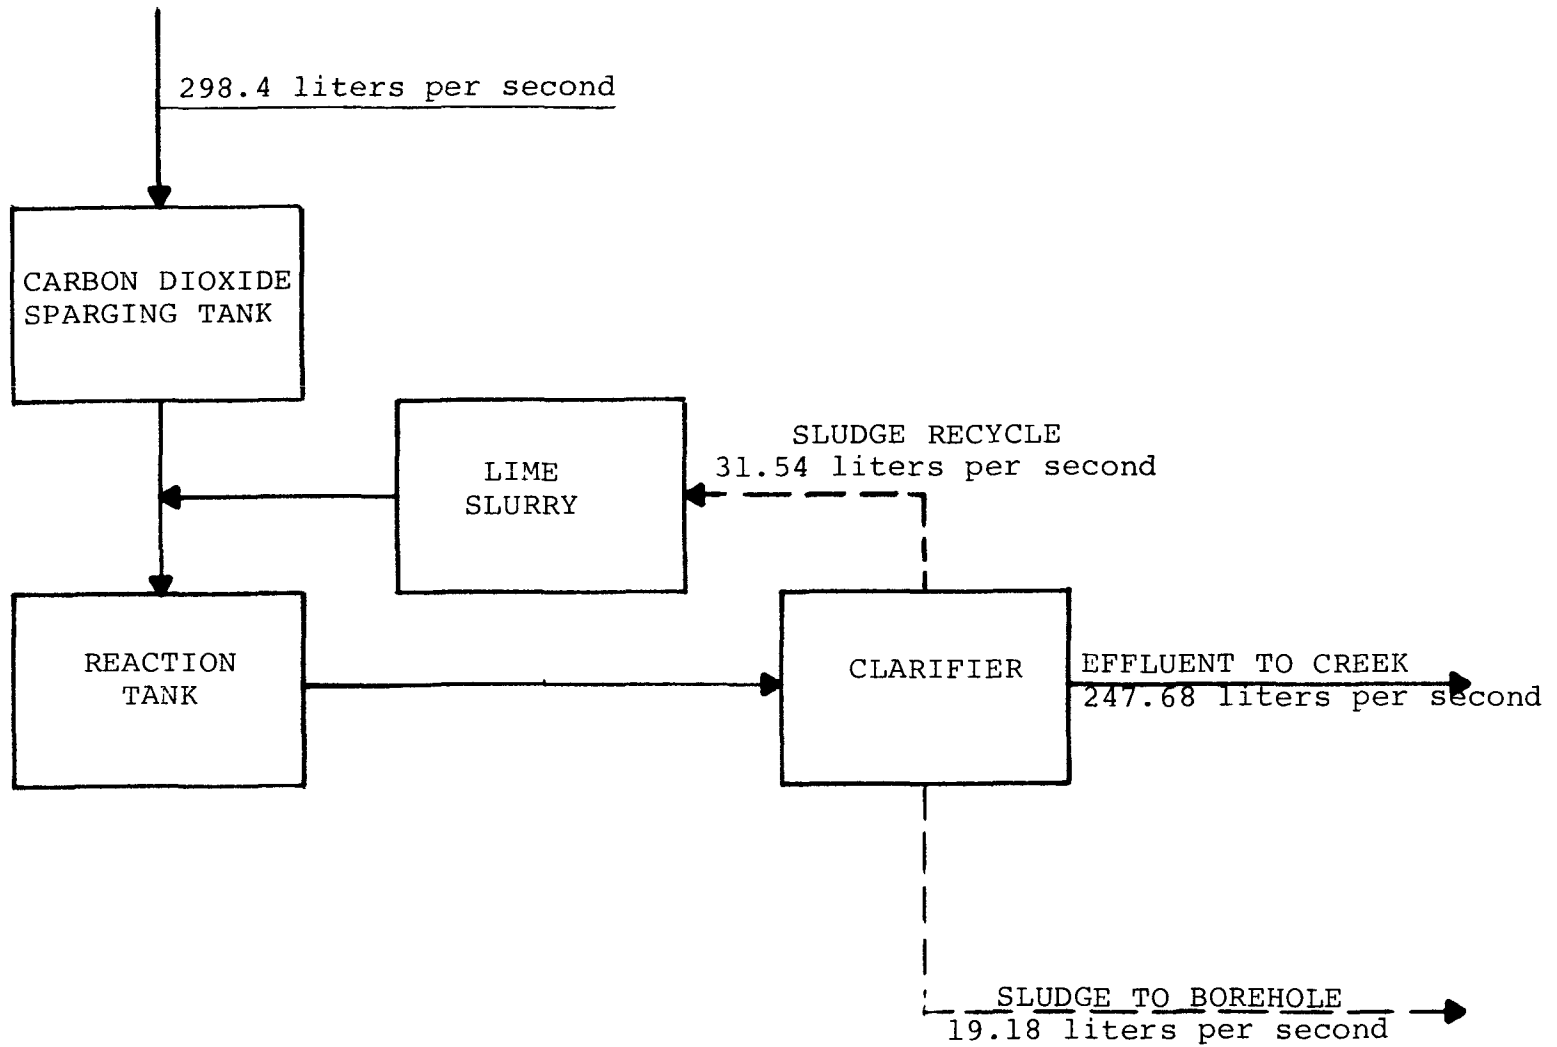 298.4 liters per second
CARBON DIOXIDE
SPARGING TANK
LIME
SLURRY
SLUDGE RECYCLE
31.54 liters per second
REACTION
TANK
CLARIFIER
EFFLUENT TO CREEK
247.68 liters per second
SLUDGE TO BOREHOLE
19.18 liters per second